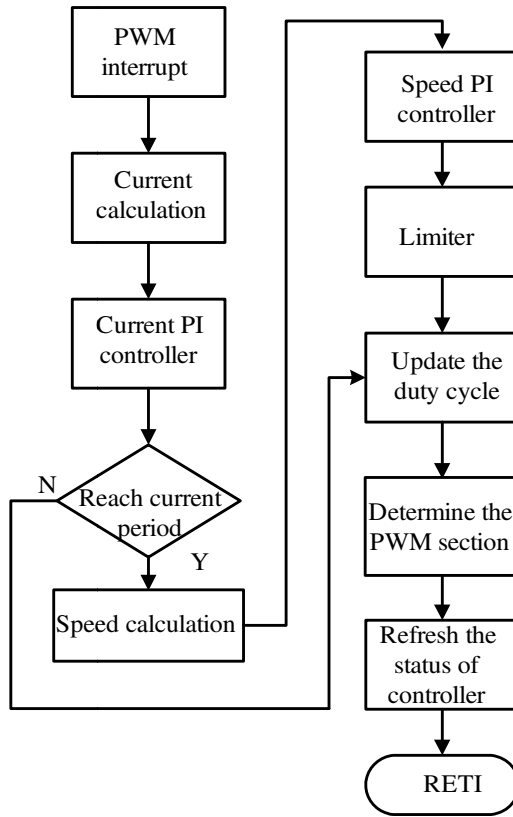 PWM
interrupt
Current
calculation
Current PI
controller
Reach current
period
N
Y
Speed calculation
Speed PI
controller
Limiter
Update the
duty cycle
Determine the
PWM section
Refresh the
status of
controller
RETI